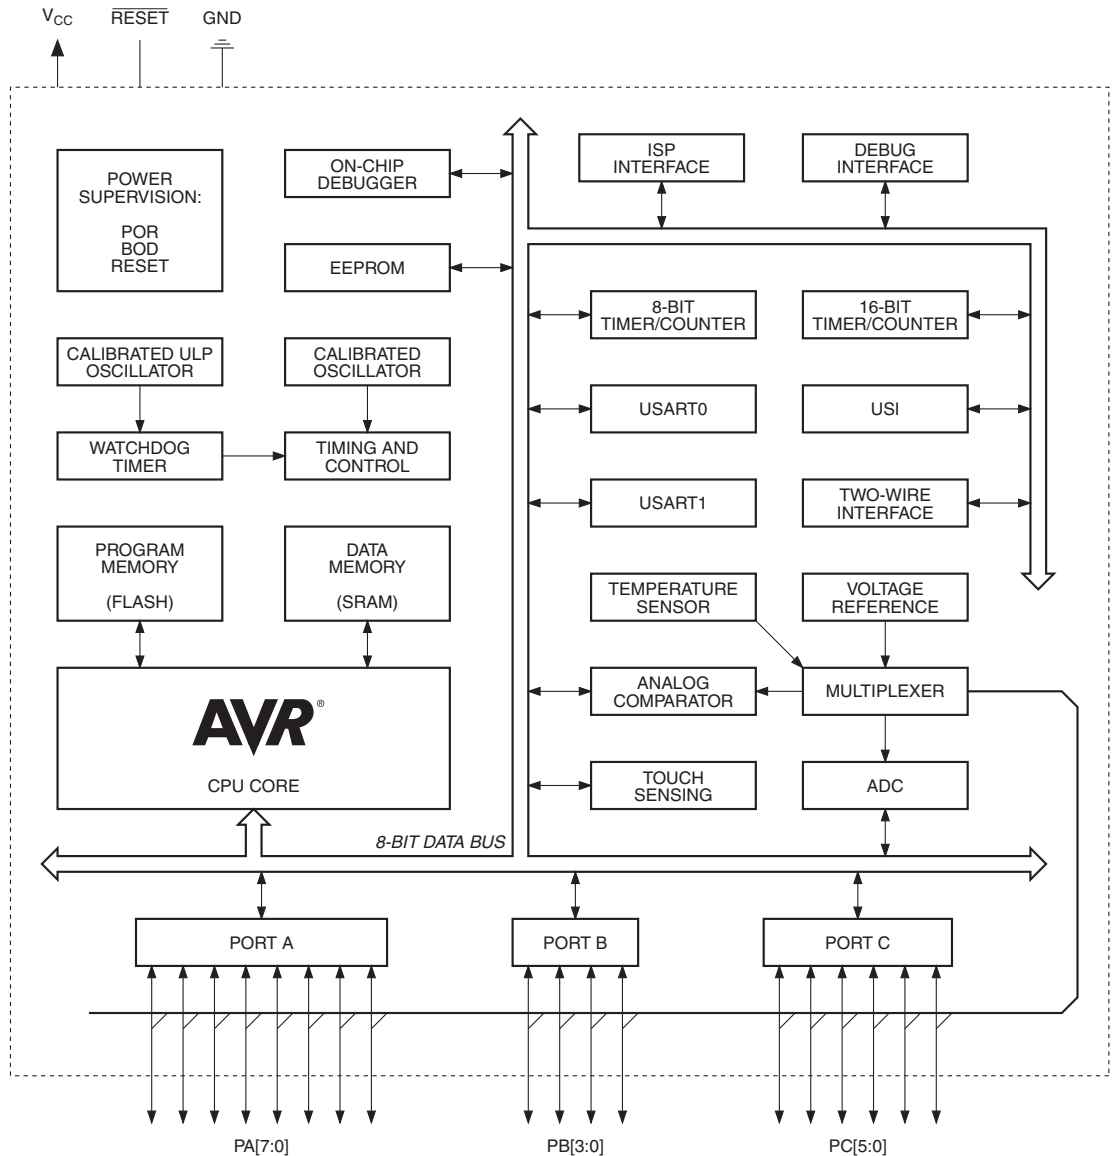 VCC
RESET
GND
POWER
SUPERVISION:
POR
BOD
RESET
ON-CHIP
DEBUGGER
ISP
INTERFACE
DEBUG
INTERFACE
EEPROM
8-BIT
TIMER/COUNTER
16-BIT
TIMER/COUNTER
CALIBRATED ULP
OSCILLATOR
CALIBRATED
OSCILLATOR
USART0
USI
WATCHDOG
TIMER
TIMING AND
CONTROL
USART1
TWO-WIRE
INTERFACE
PROGRAM
MEMORY
(FLASH)
DATA
MEMORY
(SRAM)
TEMPERATURE
SENSOR
VOLTAGE
REFERENCE
AVR®
CPU CORE
ANALOG
COMPARATOR
MULTIPLEXER
TOUCH
SENSING
ADC
8-BIT DATA BUS
PORT A
PORT B
PORT C
PA[7:0]
PB[3:0]
PC[5:0]